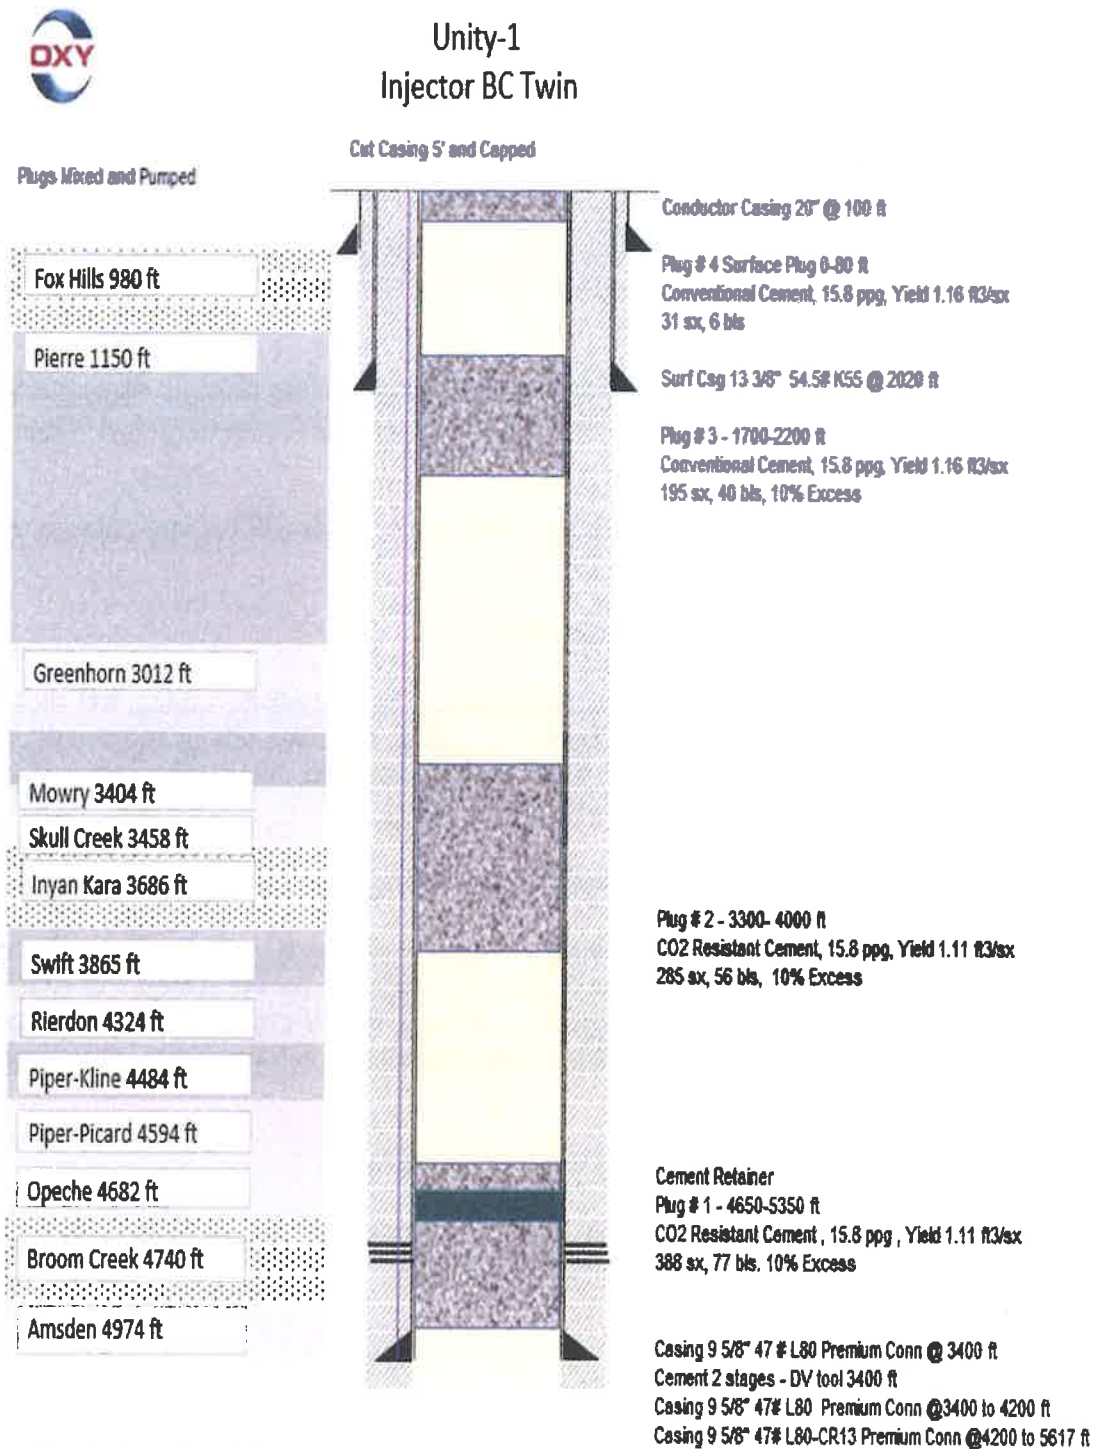 OXY
Unity-1
Injector BC Twin
Cut Casing 5' and Capped
Plugs Mixed and Pumped
Conductor Casing 20" @ 100 ft
Plug # 4 Surface Plug 0-80 ft
Conventional Cement, 15.8 ppg, Yield 1.16 ft3/sx
31 sx, 6 bls
Surf Csg 13 3/8" 54.5# K55 @ 2020 ft
Plug # 3 - 1700-2200 ft
Conventional Cement, 15.8 ppg, Yield 1.16 ft3/sx
195 sx, 40 bls, 10% Excess
Fox Hills 980 ft
Pierre 1150 ft
Greenhorn 3012 ft
Mowry 3404 ft
Skull Creek 3458 ft
Inyan Kara 3686 ft
Swift 3865 ft
Rierdon 4324 ft
Piper-Kline 4484 ft
Piper-Picard 4594 ft
Opeche 4682 ft
Broom Creek 4740 ft
Amsden 4974 ft
Plug # 2 - 3300- 4000 ft
CO2 Resistant Cement, 15.8 ppg, Yield 1.11 ft3/sx
285 sx, 56 bls, 10% Excess
Cement Retainer
Plug # 1 - 4650-5350 ft
CO2 Resistant Cement , 15.8 ppg , Yield 1.11 ft3/sx
388 sx, 77 bls. 10% Excess
Casing 9 5/8" 47 # L80 Premium Conn @ 3400 ft
Cement 2 stages - DV tool 3400 ft
Casing 9 5/8" 47# L80 Premium Conn @3400 to 4200 ft
Casing 9 5/8" 47# L80-CR13 Premium Conn @4200 to 5617 ft